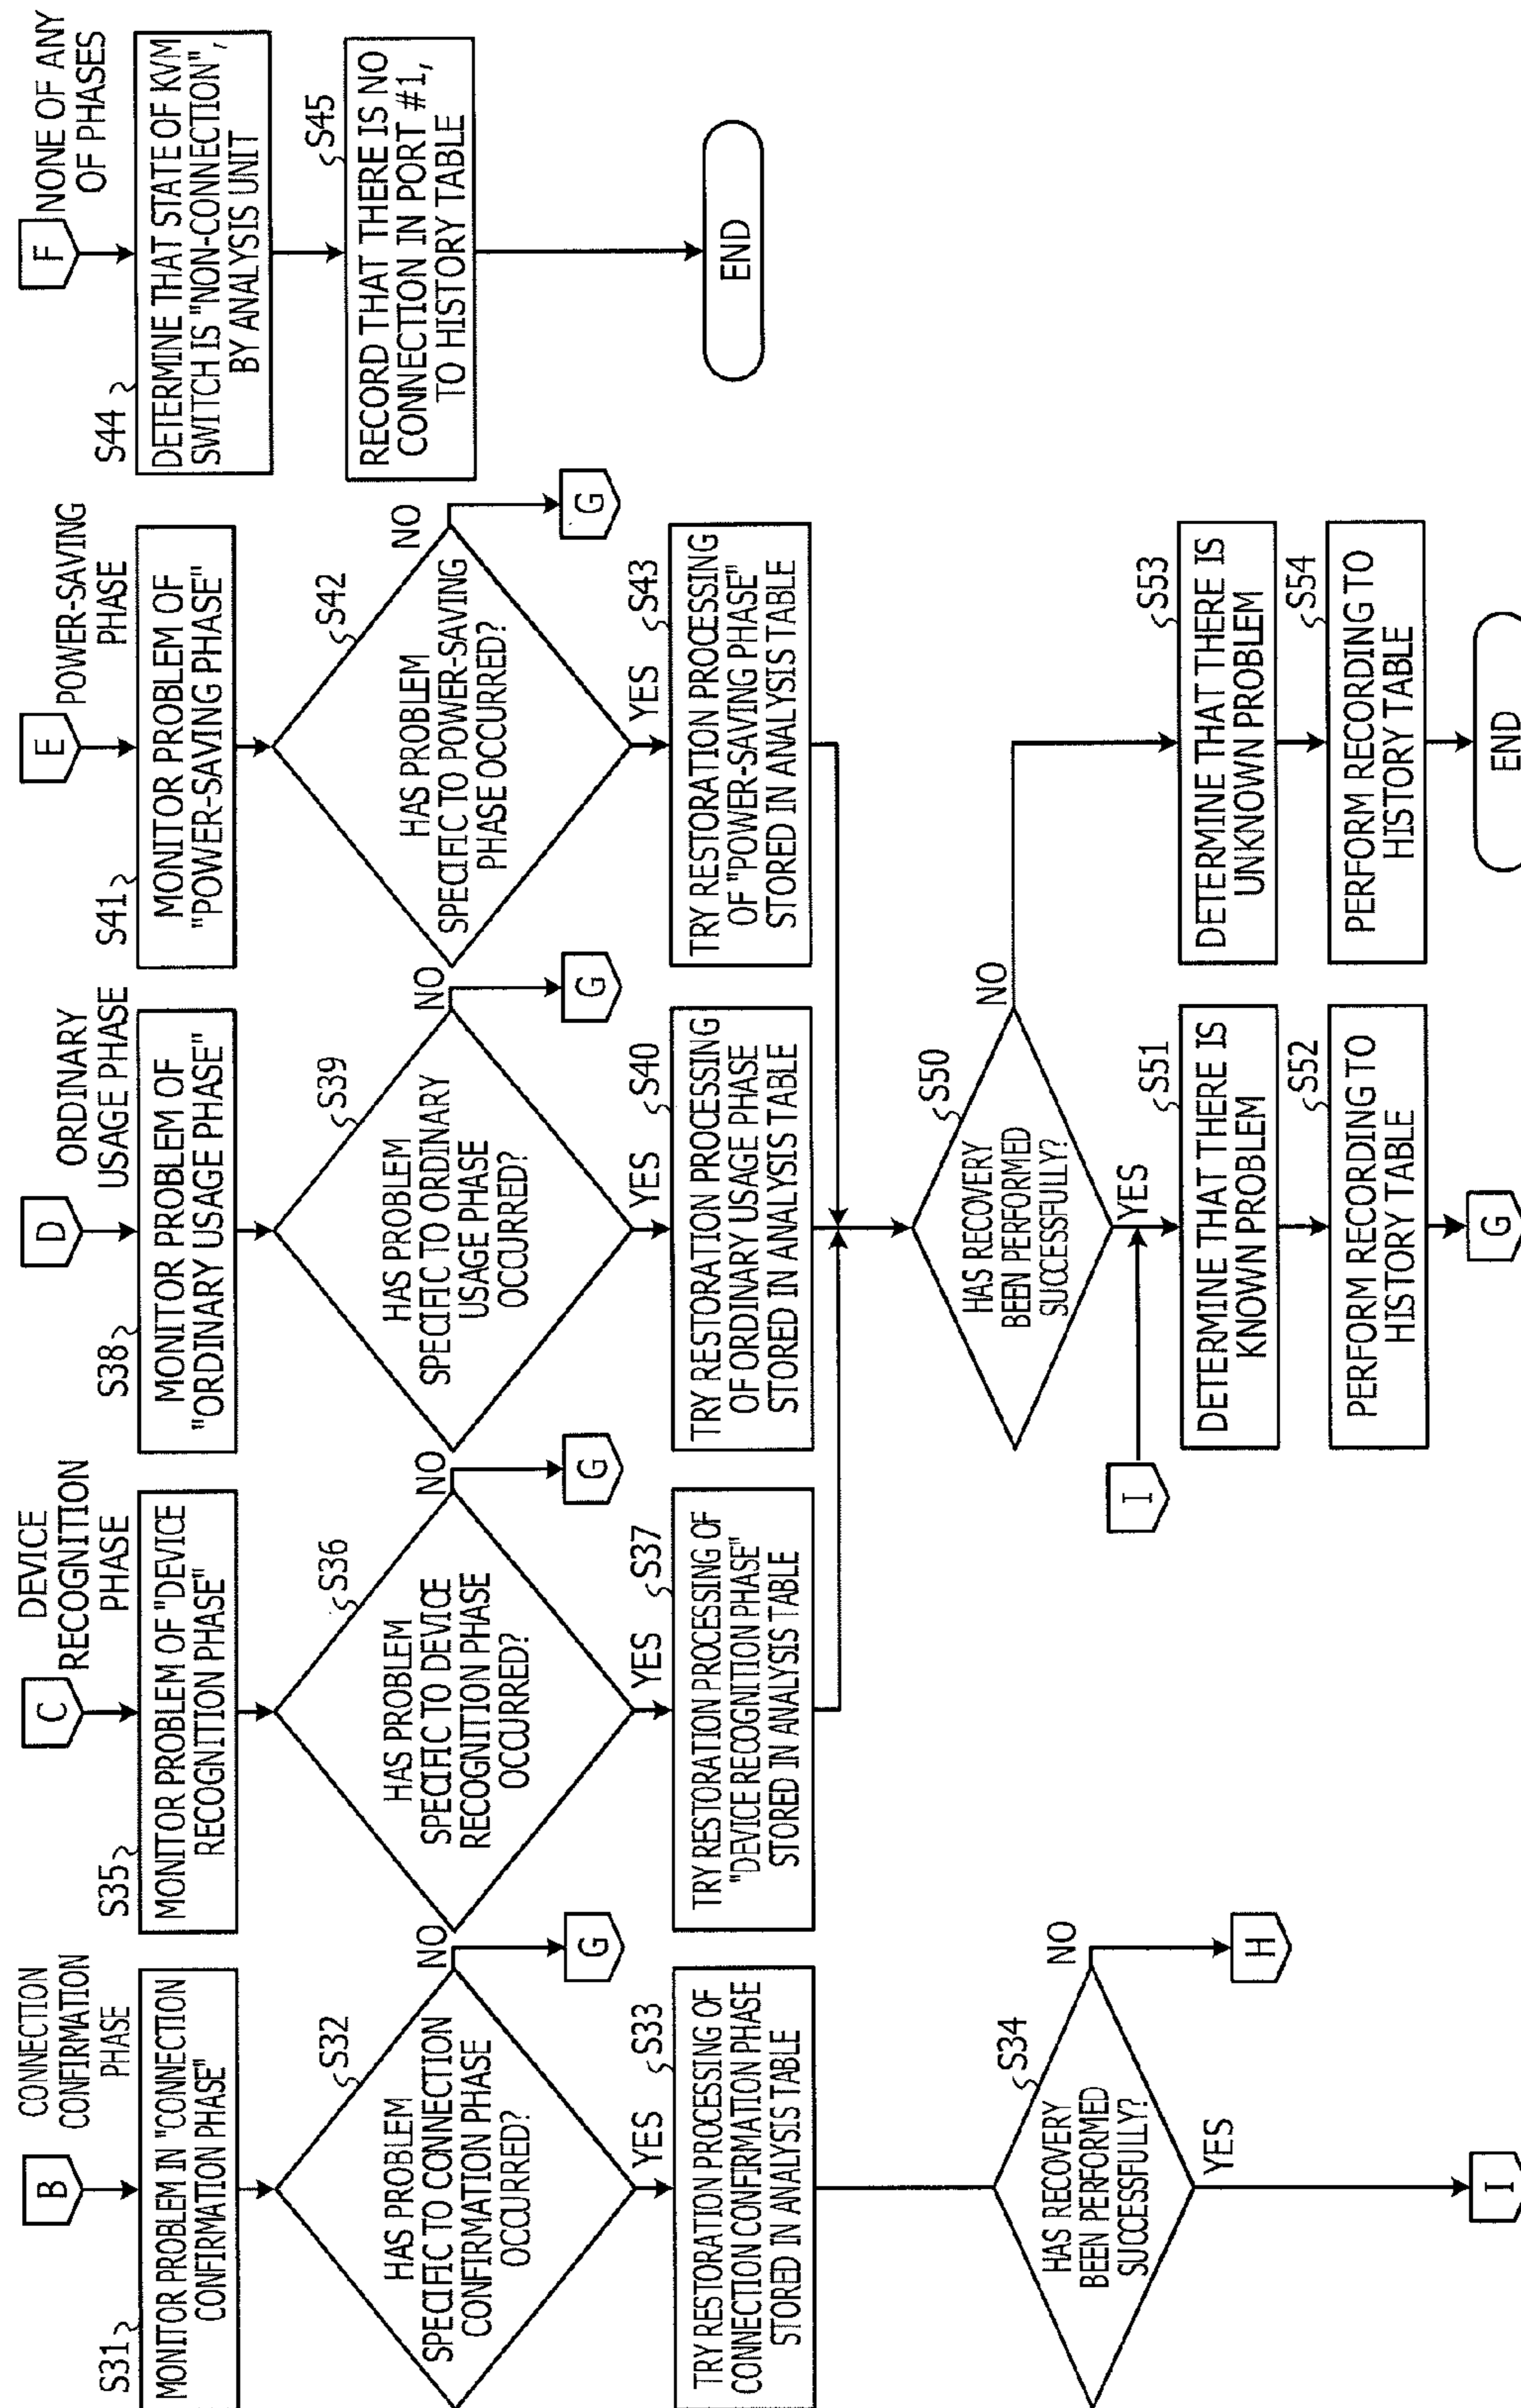 B
CONNECTION
CONFIRMATION
PHASE
S31
MONITOR PROBLEM IN "CONNECTION
CONFIRMATION PHASE"
S32
HAS PROBLEM
SPECIFIC TO CONNECTION
CONFIRMATION PHASE
OCCURRED?
NO
G
YES
S33
TRY RESTORATION PROCESSING OF
CONNECTION CONFIRMATION PHASE
STORED IN ANALYSIS TABLE
S34
HAS RECOVERY
BEEN PERFORMED
SUCCESSFULLY?
NO
H
YES
I
C
DEVICE
RECOGNITION
PHASE
S35
MONITOR PROBLEM OF "DEVICE
RECOGNITION PHASE"
S36
HAS PROBLEM
SPECIFIC TO DEVICE
RECOGNITION PHASE
OCCURRED?
NO
G
YES
S37
TRY RESTORATION PROCESSING OF
"DEVICE RECOGNITION PHASE"
STORED IN ANALYSIS TABLE
D
ORDINARY
USAGE PHASE
S38
MONITOR PROBLEM OF
"ORDINARY USAGE PHASE"
S39
HAS PROBLEM
SPECIFIC TO ORDINARY
USAGE PHASE
OCCURRED?
NO
G
YES
S40
TRY RESTORATION PROCESSING
OF ORDINARY USAGE PHASE
STORED IN ANALYSIS TABLE
E
POWER-SAVING
PHASE
S41
MONITOR PROBLEM OF
"POWER-SAVING PHASE"
S42
HAS PROBLEM
SPECIFIC TO POWER-SAVING
PHASE OCCURRED?
NO
G
YES
S43
TRY RESTORATION PROCESSING
OF "POWER-SAVING PHASE"
STORED IN ANALYSIS TABLE
F
NONE OF ANY
OF PHASES
S44
DETERMINE THAT STATE OF KVM
SWITCH IS "NON-CONNECTION",
BY ANALYSIS UNIT
S45
RECORD THAT THERE IS NO
CONNECTION IN PORT #1,
TO HISTORY TABLE
END
S50
HAS RECOVERY
BEEN PERFORMED
SUCCESSFULLY?
NO
YES
I
S51
DETERMINE THAT THERE IS
KNOWN PROBLEM
S52
PERFORM RECORDING TO
HISTORY TABLE
G
S53
DETERMINE THAT THERE IS
UNKNOWN PROBLEM
S54
PERFORM RECORDING TO
HISTORY TABLE
END